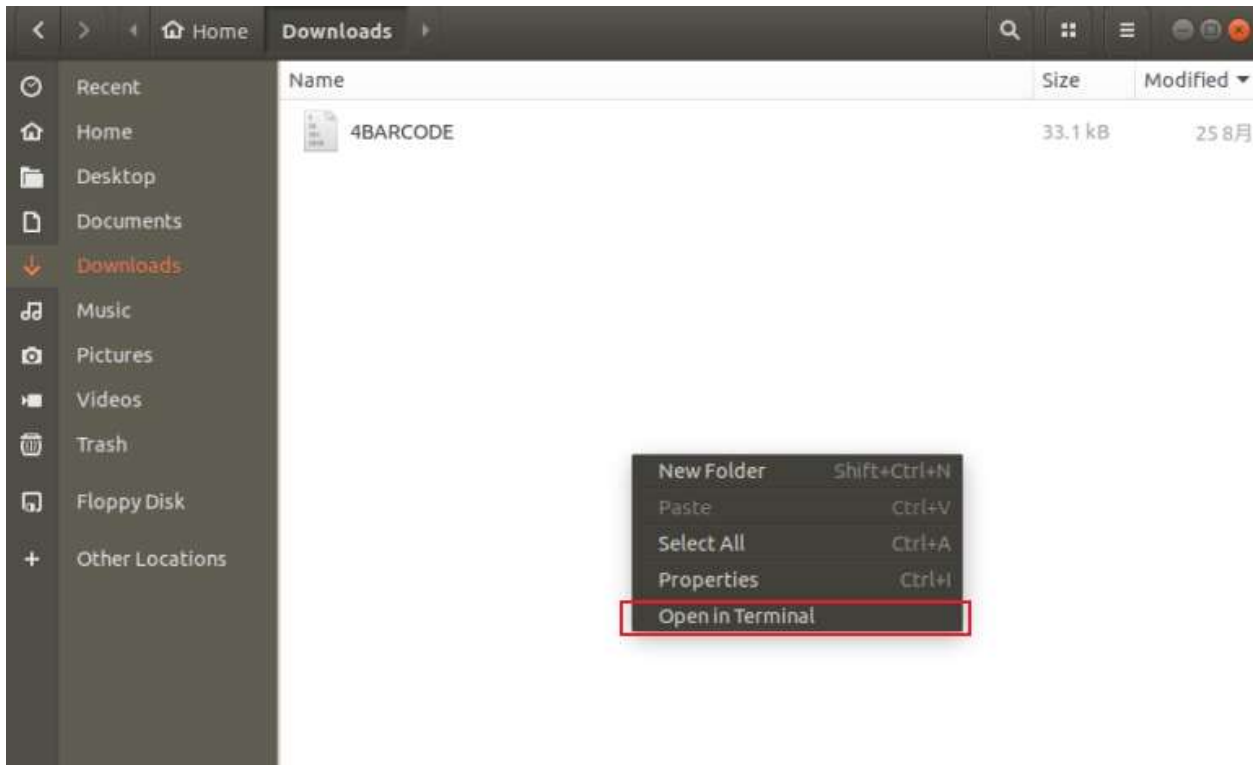 Home Downloads
Name Size Modified
Recent
4BARCODE 33.1 kB 25 8月
Home
Desktop
Documents
Downloads
Music
Pictures
Videos
Trash
Floppy Disk
Other Locations
New Folder Shift+Ctrl+N
Paste Ctrl+V
Select All Ctrl+A
Properties Ctrl+I
Open in Terminal